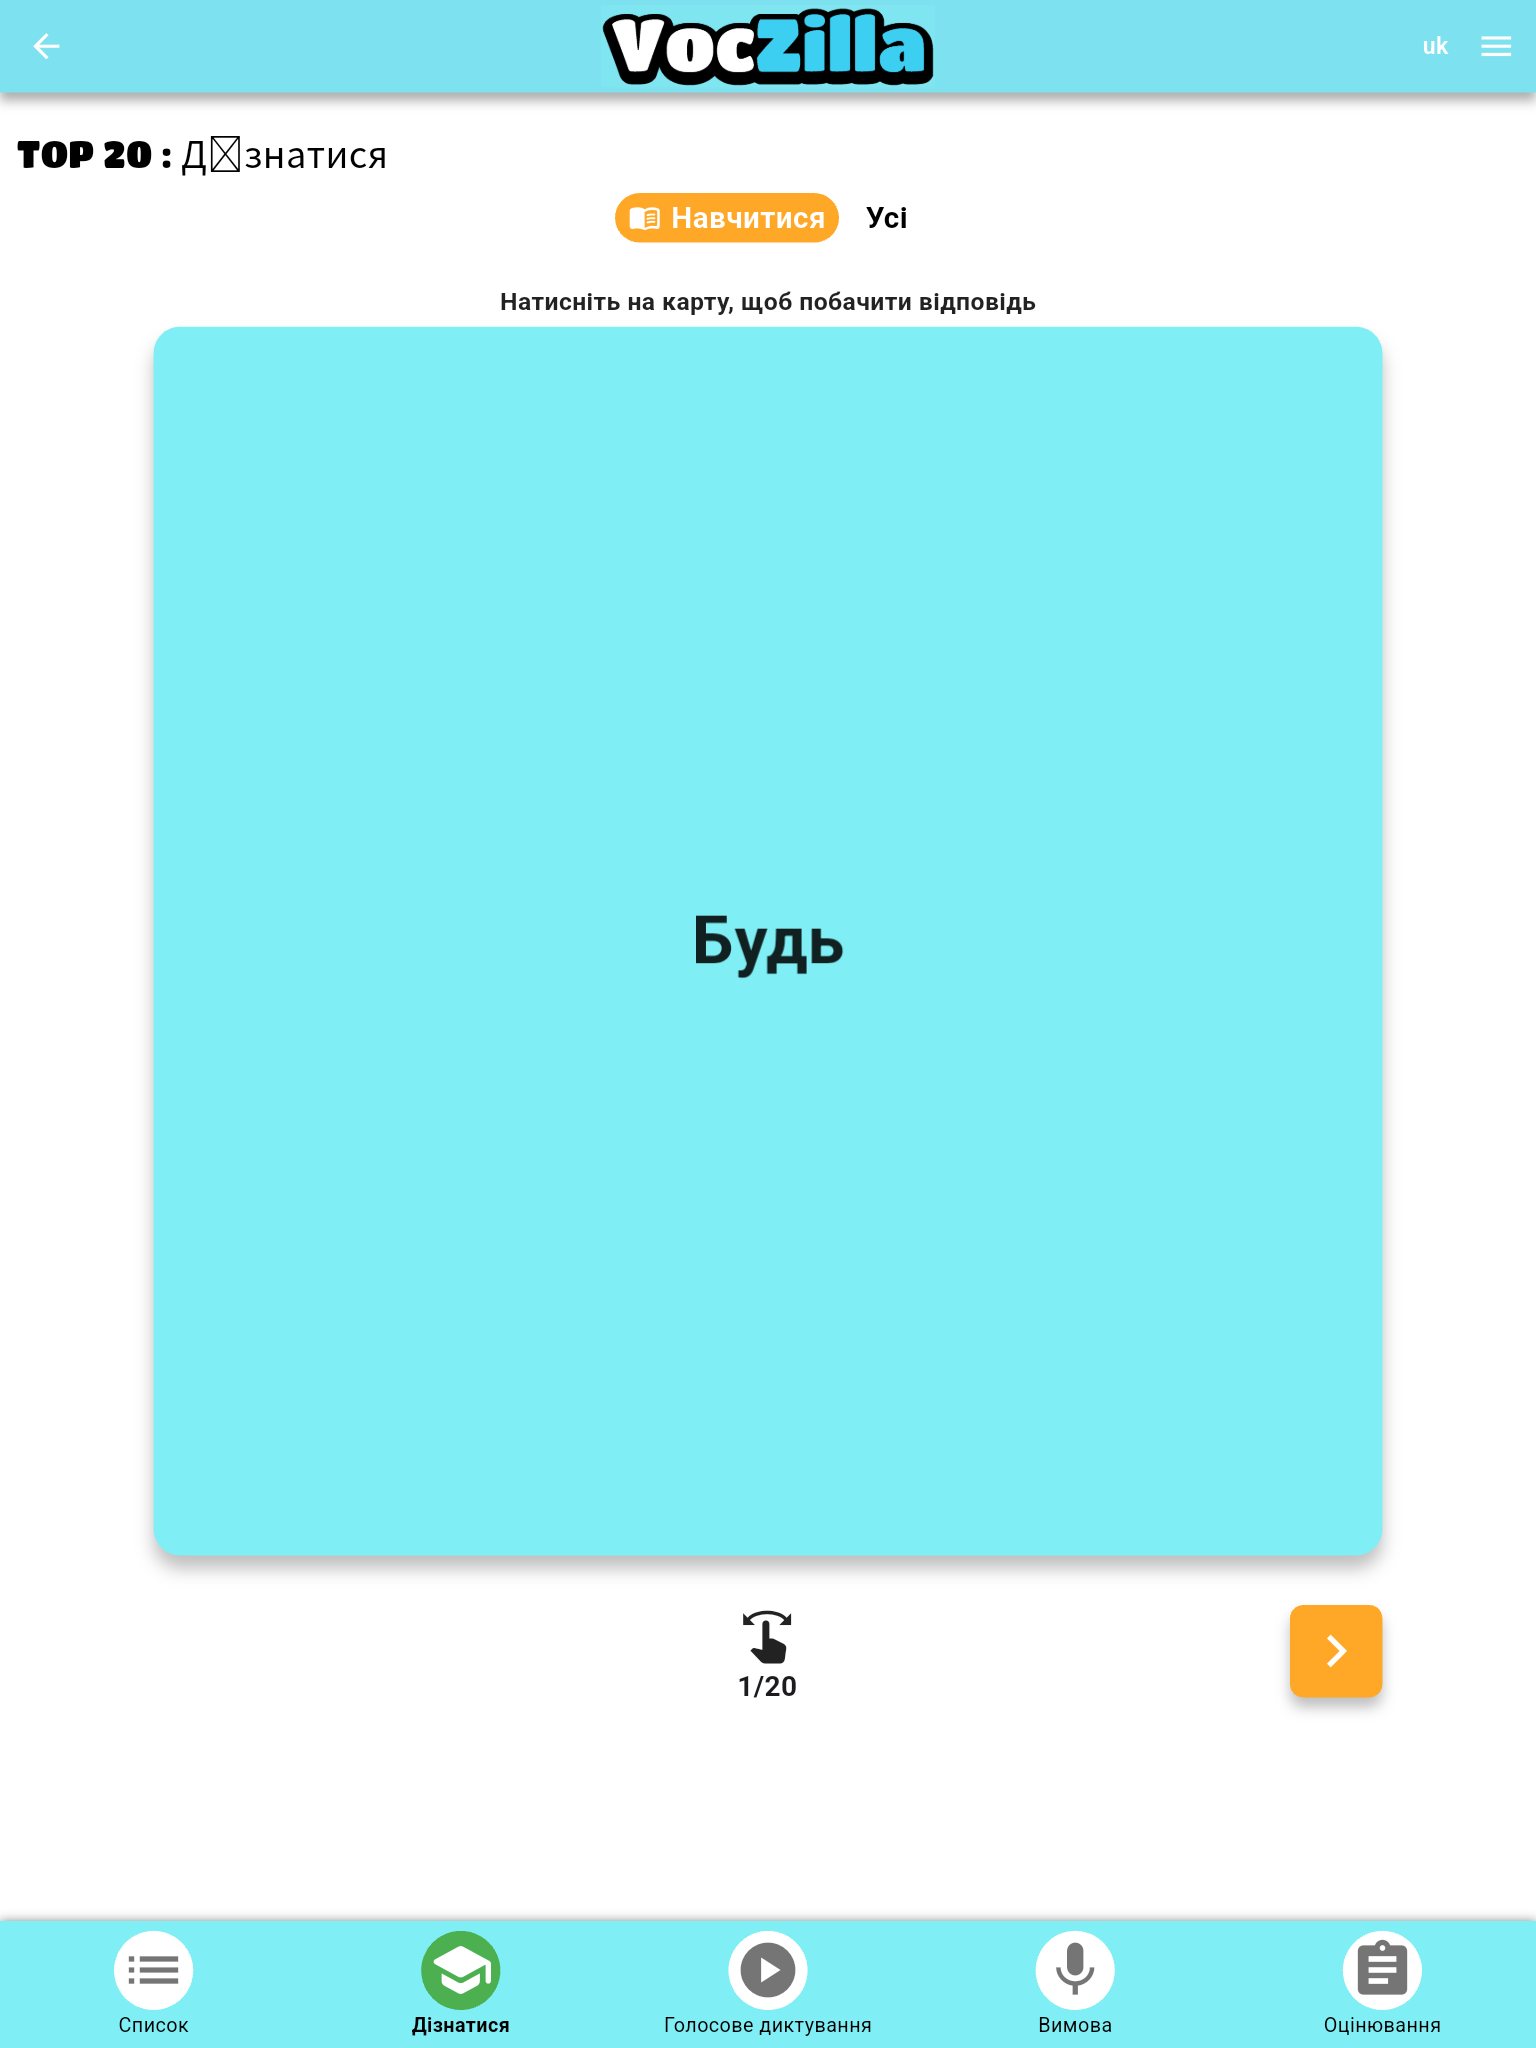 VocZilla
uk
TOP 20 : Д☒знатися
Навчитися
Усі
Натисніть на карту, щоб побачити відповідь
Будь
1/20
Список
Дізнатися
Голосове диктування
Вимова
Оцінювання